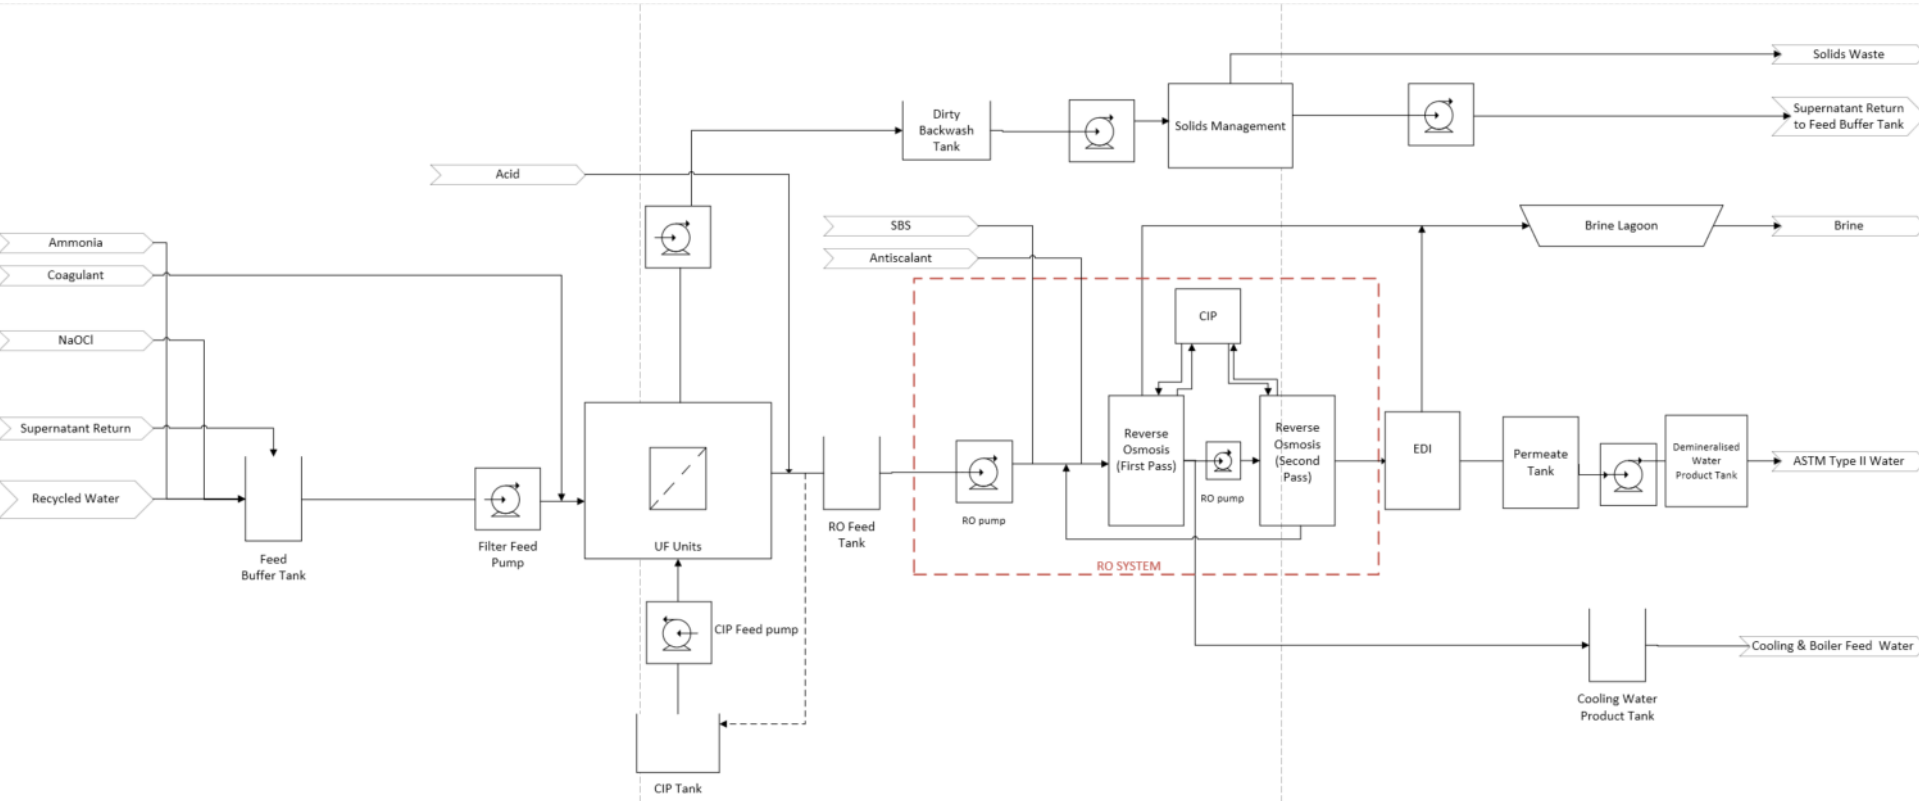 Solids Waste
Dirty
Backwash
Tank
Solids Management
Supernatant Return
to Feed Buffer Tank
Acid
SBS
Brine Lagoon
Brine
Ammonia
Antiscalant
Coagulant
CIP
NaOCl
Supernatant Return
Reverse
Osmosis
(First Pass)
Reverse
Osmosis
(Second
Pass)
EDI
Permeate
Tank
Demineralised
Water
Product Tank
ASTM Type II Water
Recycled Water
RO pump
RO pump
RO Feed
Tank
Filter Feed
Pump
UF Units
Feed
Buffer Tank
RO SYSTEM
CIP Feed pump
Cooling & Boiler Feed  Water
Cooling Water
Product Tank
CIP Tank